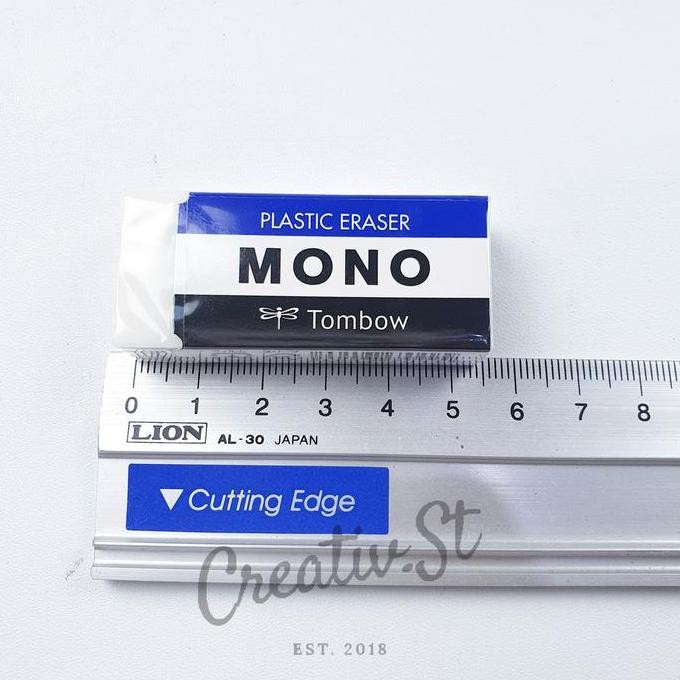 PLASTIC ERASER
MONO
Tombow
0 1 2 3 4 5 6 7 8
LION AL-30 JAPAN
▼Cutting Edge
Creativ.St
EST. 2018